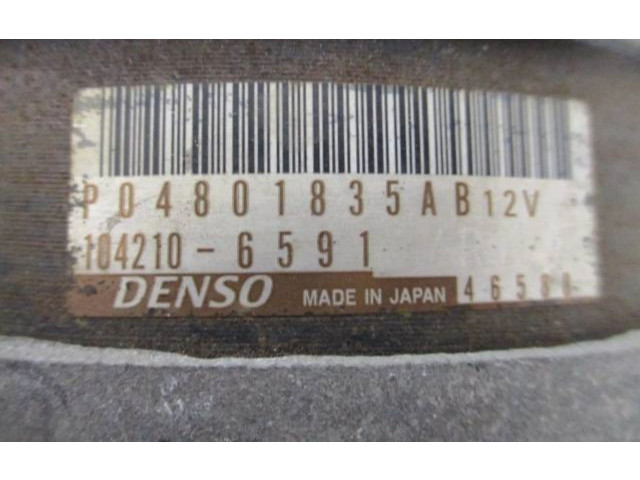 P04801835AB 12V
104210-6591
DENSO MADE IN JAPAN